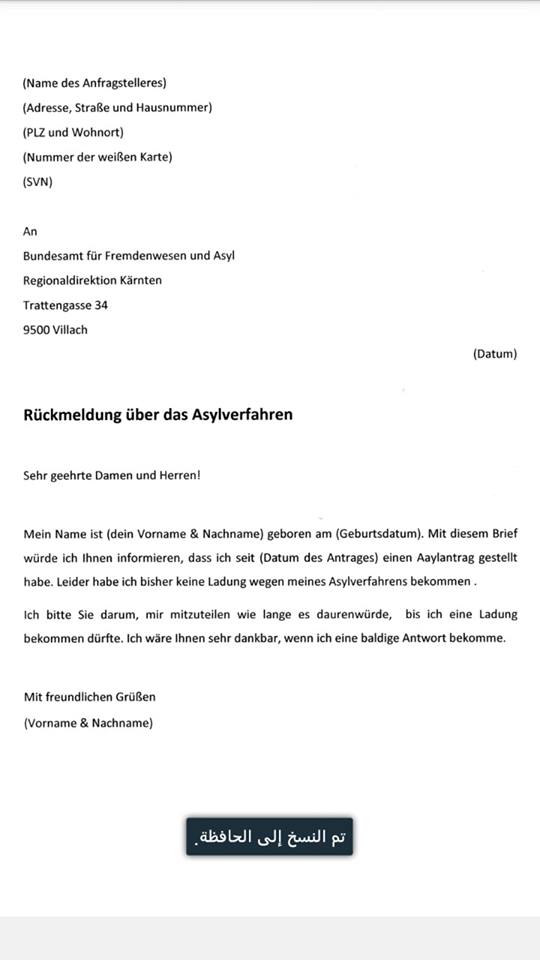 (Name des Anfragstelleres)
(Adresse, Straße und Hausnummer)
(PLZ und Wohnort)
(Nummer der weißen Karte)
(SVN)
An
Bundesamt für Fremdenwesen und Asyl
Regionaldirektion Kärnten
Trattengasse 34
9500 Villach
(Datum)
Rückmeldung über das Asylverfahren
Sehr geehrte Damen und Herren!
Mein Name ist (dein Vorname & Nachname) geboren am (Geburtsdatum). Mit diesem Brief
würde ich Ihnen informieren, dass ich seit (Datum des Antrages) einen Aaylantrag gestellt
habe. Leider habe ich bisher keine Ladung wegen meines Asylverfahrens bekommen .
Ich bitte Sie darum, mir mitzuteilen wie lange es daurenwürde, bis ich eine Ladung
bekommen dürfte. Ich wäre Ihnen sehr dankbar, wenn ich eine baldige Antwort bekomme.
Mit freundlichen Grüßen
(Vorname & Nachname)
تم النسخ إلى الحافظة.